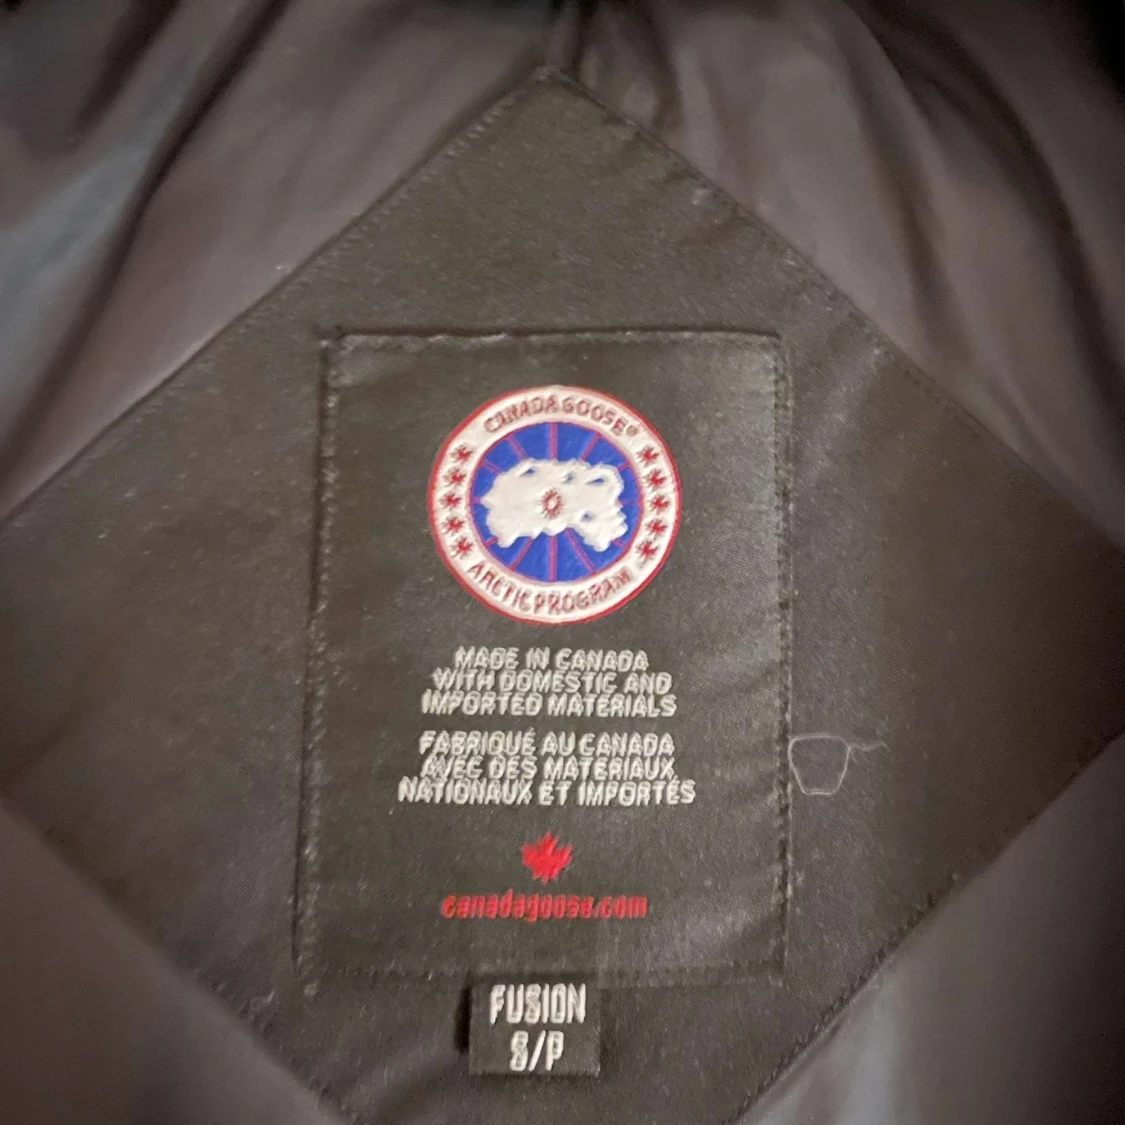 CANADA GOOSE®
ARCTIC PROGRAM
MADE IN CANADA
WITH DOMESTIC AND
IMPORTED MATERIALS
FABRIQUÉ AU CANADA
AVEC DES MATERIAUX
NATIONAUX ET IMPORTÉS
canadagoose.com
FUSION
S/P